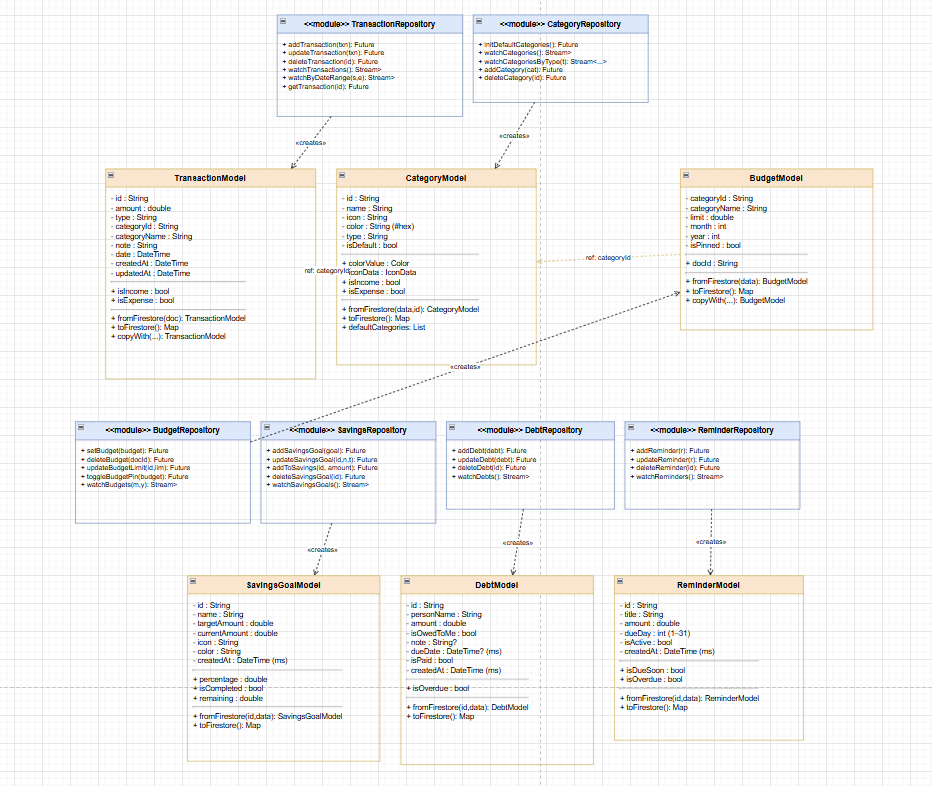 <<module>> TransactionRepository
+ addTransaction(txn): Future
+ updateTransaction(txn): Future
+ deleteTransaction(id): Future
+ watchTransactions(): Stream>
+ watchByDateRange(s,e): Stream>
+ getTransaction(id): Future
<<module>> CategoryRepository
+ initDefaultCategories(): Future
+ watchCategories(): Stream>
+ watchCategoriesByType(t): Stream<...>
+ addCategory(cat): Future
+ deleteCategory(id): Future
«creates»
«creates»
TransactionModel
- id : String
- amount : double
- type : String
- categoryId : String
- categoryName : String
- note : String
- date : DateTime
- createdAt : DateTime
- updatedAt : DateTime
+ isIncome : bool
+ isExpense : bool
+ fromFirestore(doc): TransactionModel
+ toFirestore(): Map
+ copyWith(...): TransactionModel
ref: categoryId
CategoryModel
- id : String
- name : String
- icon : String
- color : String (#hex)
- type : String
- isDefault : bool
+ colorValue : Color
iconData : IconData
+ isIncome : bool
+ isExpense : bool
+ fromFirestore(data,id): CategoryModel
+ toFirestore(): Map
+ defaultCategories: List
ref: categoryId
BudgetModel
- categoryId : String
- categoryName : String
- limit : double
- month : int
- year : int
- isPinned : bool
+ docId : String
+ fromFirestore(data): BudgetModel
+ toFirestore(): Map
+ copyWith(...): BudgetModel
«creates»
<<module>> BudgetRepository
+ setBudget(budget): Future
+ deleteBudget(docId): Future
+ updateBudgetLimit(id,lim): Future
+ toggleBudgetPin(budget): Future
+ watchBudgets(m,y): Stream>
<<module>> SavingsRepository
+ addSavingsGoal(goal): Future
+ updateSavingsGoal(id,n,t): Future
+ addToSavings(id, amount): Future
+ deleteSavingsGoal(id): Future
+ watchSavingsGoals(): Stream>
<<module>> DebtRepository
+ addDebt(debt): Future
+ updateDebt(debt): Future
+ deleteDebt(id): Future
+ watchDebts(): Stream>
<<module>> ReminderRepository
+ addReminder(r): Future
+ updateReminder(r): Future
+ deleteReminder(id): Future
+ watchReminders(): Stream>
«creates»
«creates»
«creates»
SavingsGoalModel
- id : String
- name : String
- targetAmount : double
- currentAmount : double
- icon : String
- color : String
- createdAt : DateTime (ms)
+ percentage : double
+ isCompleted : bool
+ remaining : double
+ fromFirestore(id,data): SavingsGoalModel
+ toFirestore(): Map
DebtModel
- id : String
- personName : String
- amount : double
- isOwedToMe : bool
- note : String?
- dueDate : DateTime? (ms)
- isPaid : bool
- createdAt : DateTime (ms)
+ isOverdue : bool
+ fromFirestore(id,data): DebtModel
+ toFirestore(): Map
ReminderModel
- id : String
- title : String
- amount : double
- dueDay : int (1–31)
- isActive : bool
- createdAt : DateTime (ms)
+ isDueSoon : bool
+ isOverdue : bool
+ fromFirestore(id,data): ReminderModel
+ toFirestore(): Map